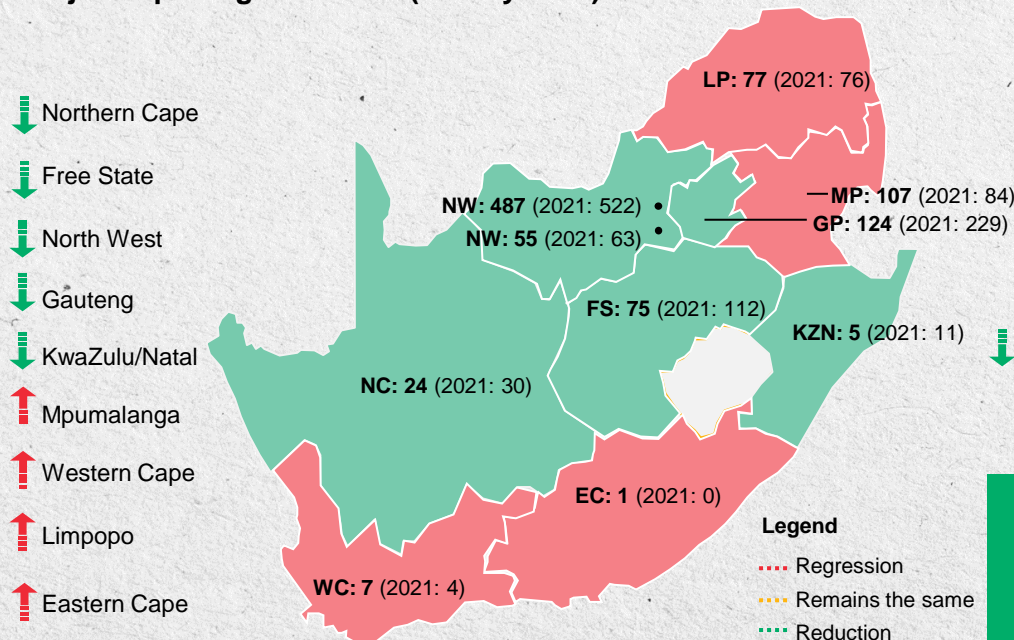 Northern Cape
Free State
North West
Gauteng
KwaZulu/Natal
Mpumalanga
Western Cape
Limpopo
Eastern Cape
LP: 77 (2021: 76)
MP: 107 (2021: 84)
GP: 124 (2021: 229)
NW: 487 (2021: 522)
NW: 55 (2021: 63)
FS: 75 (2021: 112)
KZN: 5 (2021: 11)
NC: 24 (2021: 30)
EC: 1 (2021: 0)
WC: 7 (2021: 4)
Legend
Regression
Remains the same
Reduction